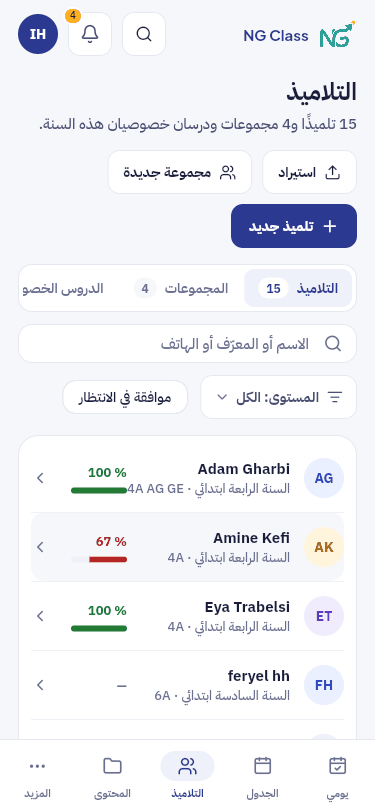 NG Class
4
IH
التلاميذ
15 تلميذًا و4 مجموعات ودرسان خصوصيان هذه السنة.
استيراد
مجموعة جديدة
تلميذ جديد
التلاميذ 15
المجموعات 4
الدروس الخصو
الاسم أو المعرّف أو الهاتف
المستوى: الكل
موافقة في الانتظار
AG
Adam Gharbi
100 %
السنة الرابعة ابتدائي · 4A AG GE
AK
Amine Kefi
67 %
السنة الرابعة ابتدائي · 4A
ET
Eya Trabelsi
100 %
السنة الرابعة ابتدائي · 4A
FH
feryel hh
–
السنة السادسة ابتدائي · 6A
يومي
الجدول
التلاميذ
المحتوى
المزيد